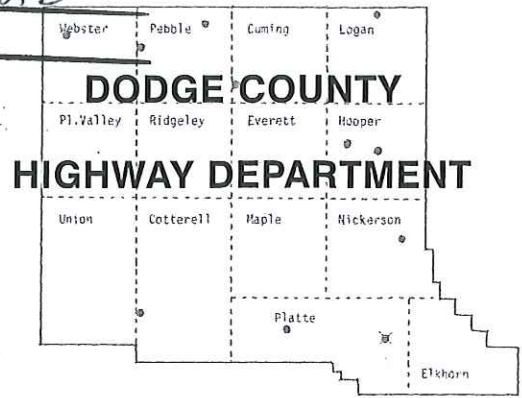 Webster Pebble Cuming Logan
DODGE COUNTY
Pl.Valley Ridgeley Everett Hooper
HIGHWAY DEPARTMENT
Union Cotterell Maple Nickerson
Platte
Elkhorn